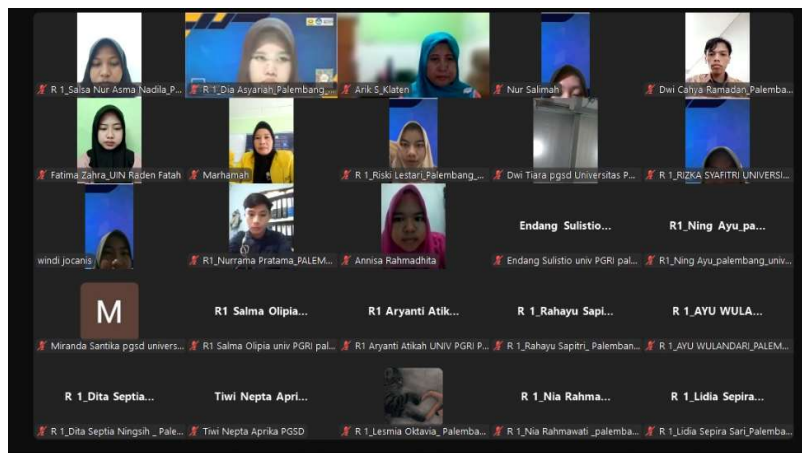 R 1_Salsa Nur Asma Nadila_P...
R 1_Dia Asyariah_Palembang_...
Arik S_Klaten
Nur Salimah
Dwi Cahya Ramadan_Palemba...
Fatima Zahra_UIN Raden Fatah
Marhamah
R 1_Riski Lestari_Palembang_...
Dwi Tiara pgsd Universitas P...
R 1_RIZKA SYAFITRI UNIVERSI...
windi jocanis
R1_Nurrama Pratama_PALEM...
Annisa Rahmadhita
Endang Sulistio...
Endang Sulistio univ PGRI pal...
R1_Ning Ayu_pa...
R1_Ning Ayu_palembang_univ...
M
Miranda Santika pgsd univers...
R1 Salma Olipia...
R1 Salma Olipia univ PGRI pal...
R1 Aryanti Atik...
R1 Aryanti Atikah UNIV PGRI P...
R 1_Rahayu Sapi...
R 1_Rahayu Sapitri_ Palemban...
R 1_AYU WULA...
R 1_AYU WULANDARI_PALEM...
R 1_Dita Septia...
R 1_Dita Septia Ningsih _ Pale...
Tiwi Nepta Apri...
Tiwi Nepta Aprika PGSD
R 1_Lesmia Oktavia_ Palemba...
R 1_Nia Rahma...
R 1_Nia Rahmawati _palemba...
R 1_Lidia Sepira...
R 1_Lidia Sepira Sari_Palemba...